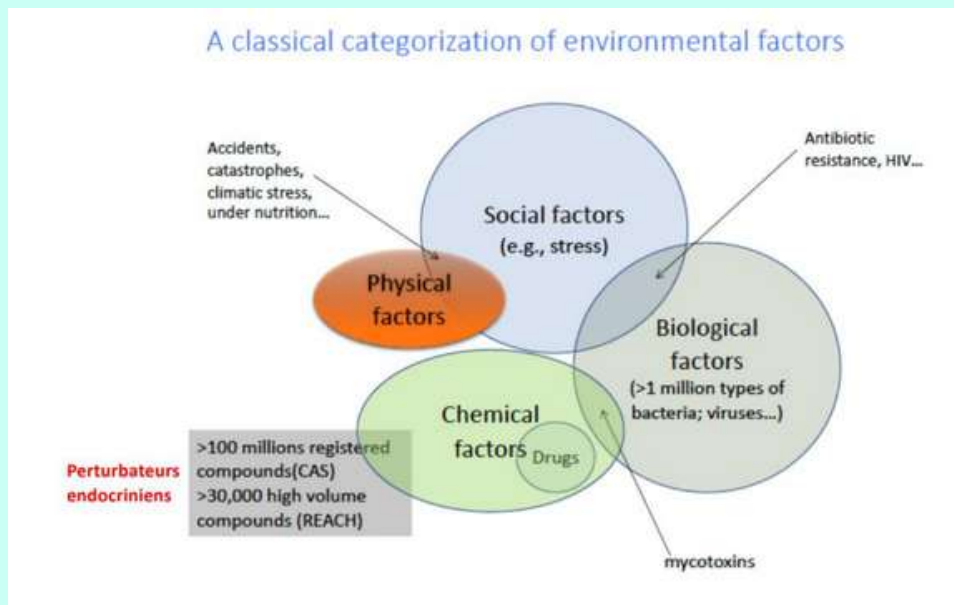 A classical categorization of environmental factors
Accidents,
catastrophes,
climatic stress,
under nutrition...
Antibiotic
resistance, HIV...
Social factors
(e.g., stress)
Physical
factors
Biological
factors
(>1 million types of
bacteria; viruses...)
Chemical
factors
Drugs
Perturbateurs
endocriniens
>100 millions registered
compounds(CAS)
>30,000 high volume
compounds (REACH)
mycotoxins